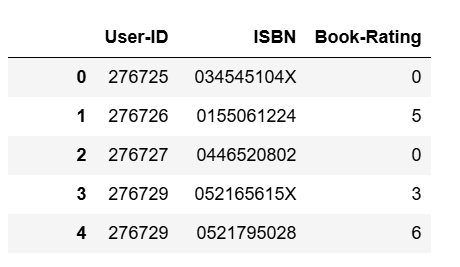 User-ID ISBN Book-Rating
0 276725 034545104X 0
1 276726 0155061224 5
2 276727 0446520802 0
3 276729 052165615X 3
4 276729 0521795028 6